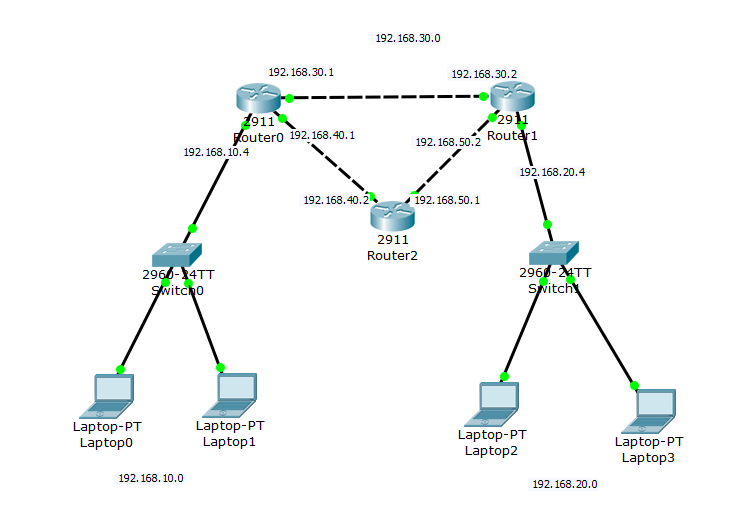 192.168.30.0
192.168.30.1
192.168.30.2
2911
Router0
2911
Router1
192.168.40.1
192.168.50.2
192.168.10.4
192.168.20.4
192.168.40.2
192.168.50.1
2911
Router2
2960-24TT
Switch0
2960-24TT
Switch1
Laptop-PT
Laptop0
Laptop-PT
Laptop1
Laptop-PT
Laptop2
Laptop-PT
Laptop3
192.168.10.0
192.168.20.0